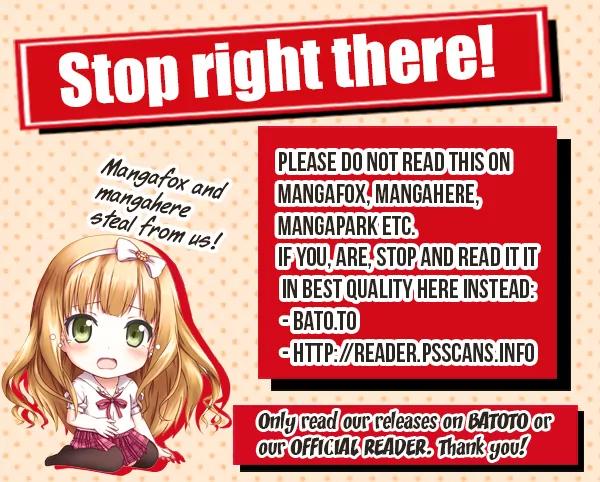 Stop right there!
Mangafox and
mangahere
steal from us!
PLEASE DO NOT READ THIS ON
MANGAFOX, MANGAHERE,
MANGAPARK ETC.
IF YOU, ARE, STOP AND READ IT IT
IN BEST QUALITY HERE INSTEAD:
- BATO.TO
- HTTP://READER.PSSCANS.INFO
Only read our releases on BATOTO or
our OFFICIAL READER. Thank you!